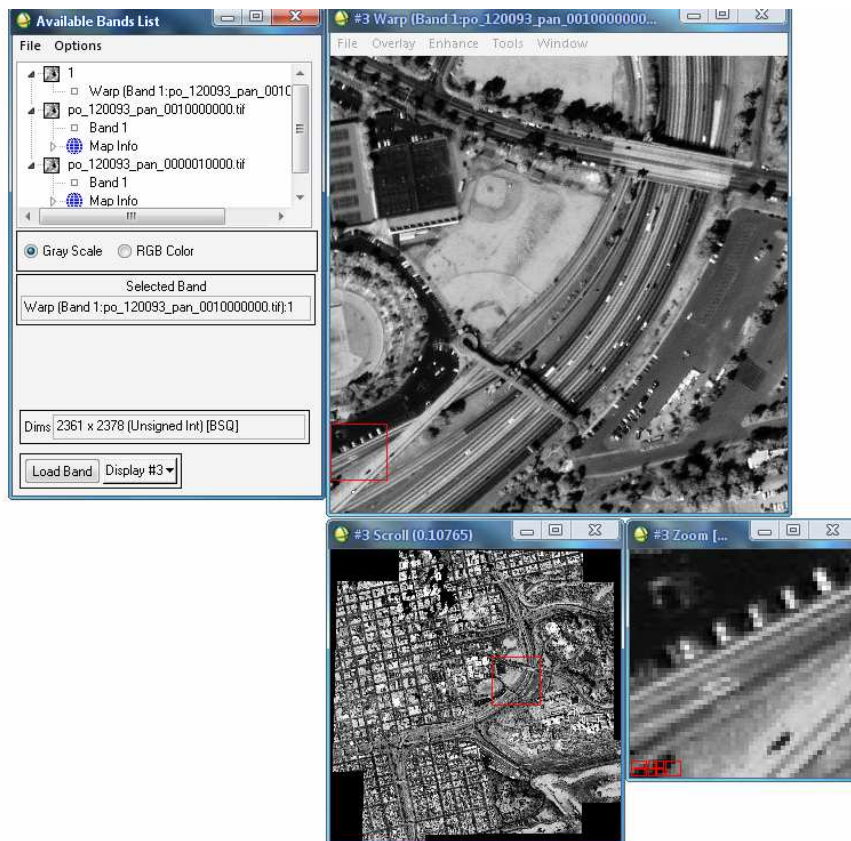 Available Bands List
File Options
1
Warp (Band 1:po_120093_pan_0010
po_120093_pan_0010000000.tif
Band 1
Map Info
po_120093_pan_0000010000.tif
Band 1
Map Info
Gray Scale RGB Color
Selected Band
Warp (Band 1:po_120093_pan_0010000000.tif):1
Dims 2361 x 2378 (Unsigned Int) [BSQ]
Load Band Display #3
#3 Warp (Band 1:po_120093_pan_0010000000...
File Overlay Enhance Tools Window
#3 Scroll (0.10765)
#3 Zoom [...